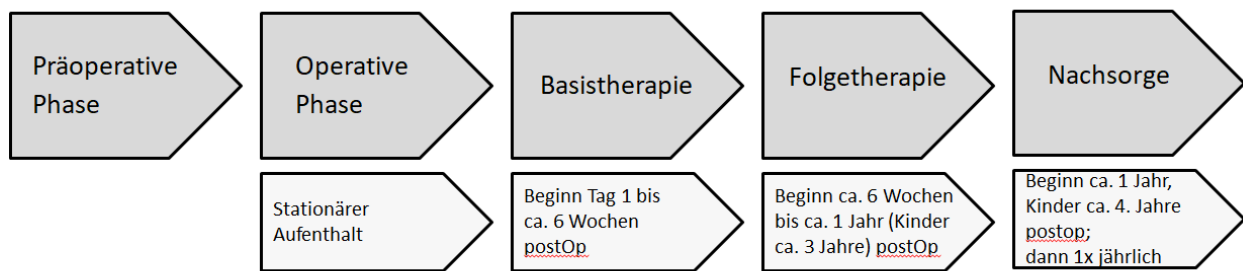 Präoperative
Phase
Operative
Phase
Basistherapie
Folgetherapie
Nachsorge
Stationärer
Aufenthalt
Beginn Tag 1 bis
ca. 6 Wochen
postOp
Beginn ca. 6 Wochen
bis ca. 1 Jahr (Kinder
ca. 3 Jahre) postOp
Beginn ca. 1 Jahr,
Kinder ca. 4. Jahre
postop;
dann 1x jährlich